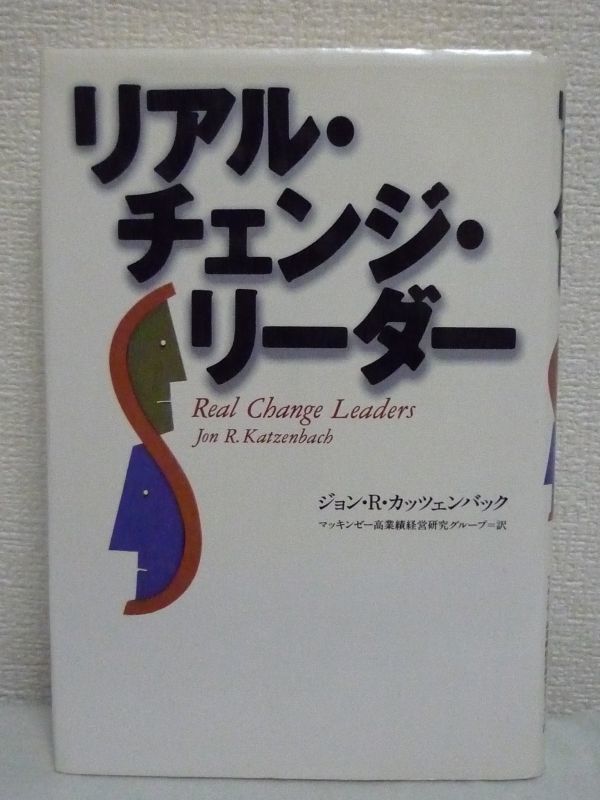 リアル・
チェンジ・
リーダー
Real Change Leaders
Jon R. Katzenbach
ジョン・R・カッツェンバック
マッキンゼー高業績経営研究グループ=訳